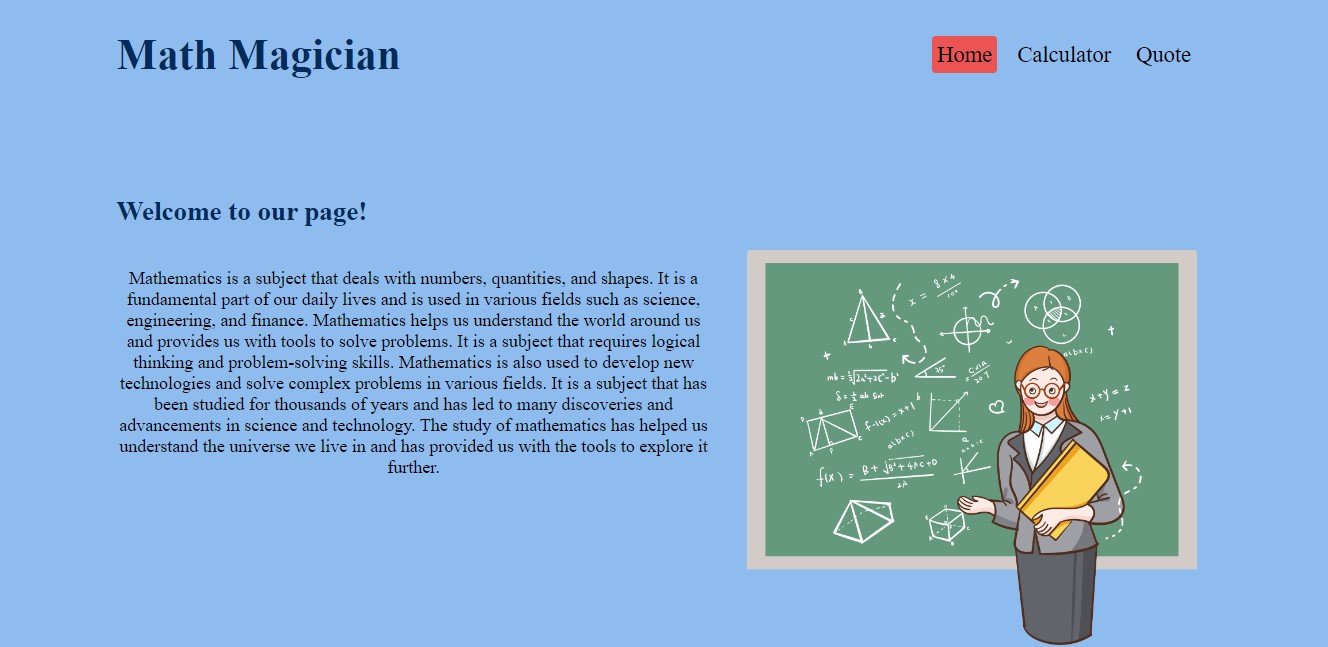 Math Magician
Home
Calculator
Quote
Welcome to our page!
Mathematics is a subject that deals with numbers, quantities, and shapes. It is a
fundamental part of our daily lives and is used in various fields such as science,
engineering, and finance. Mathematics helps us understand the world around us
and provides us with tools to solve problems. It is a subject that requires logical
thinking and problem-solving skills. Mathematics is also used to develop new
technologies and solve complex problems in various fields. It is a subject that has
been studied for thousands of years and has led to many discoveries and
advancements in science and technology. The study of mathematics has helped us
understand the universe we live in and has provided us with the tools to explore it
further.
x+y = z
x=y+1